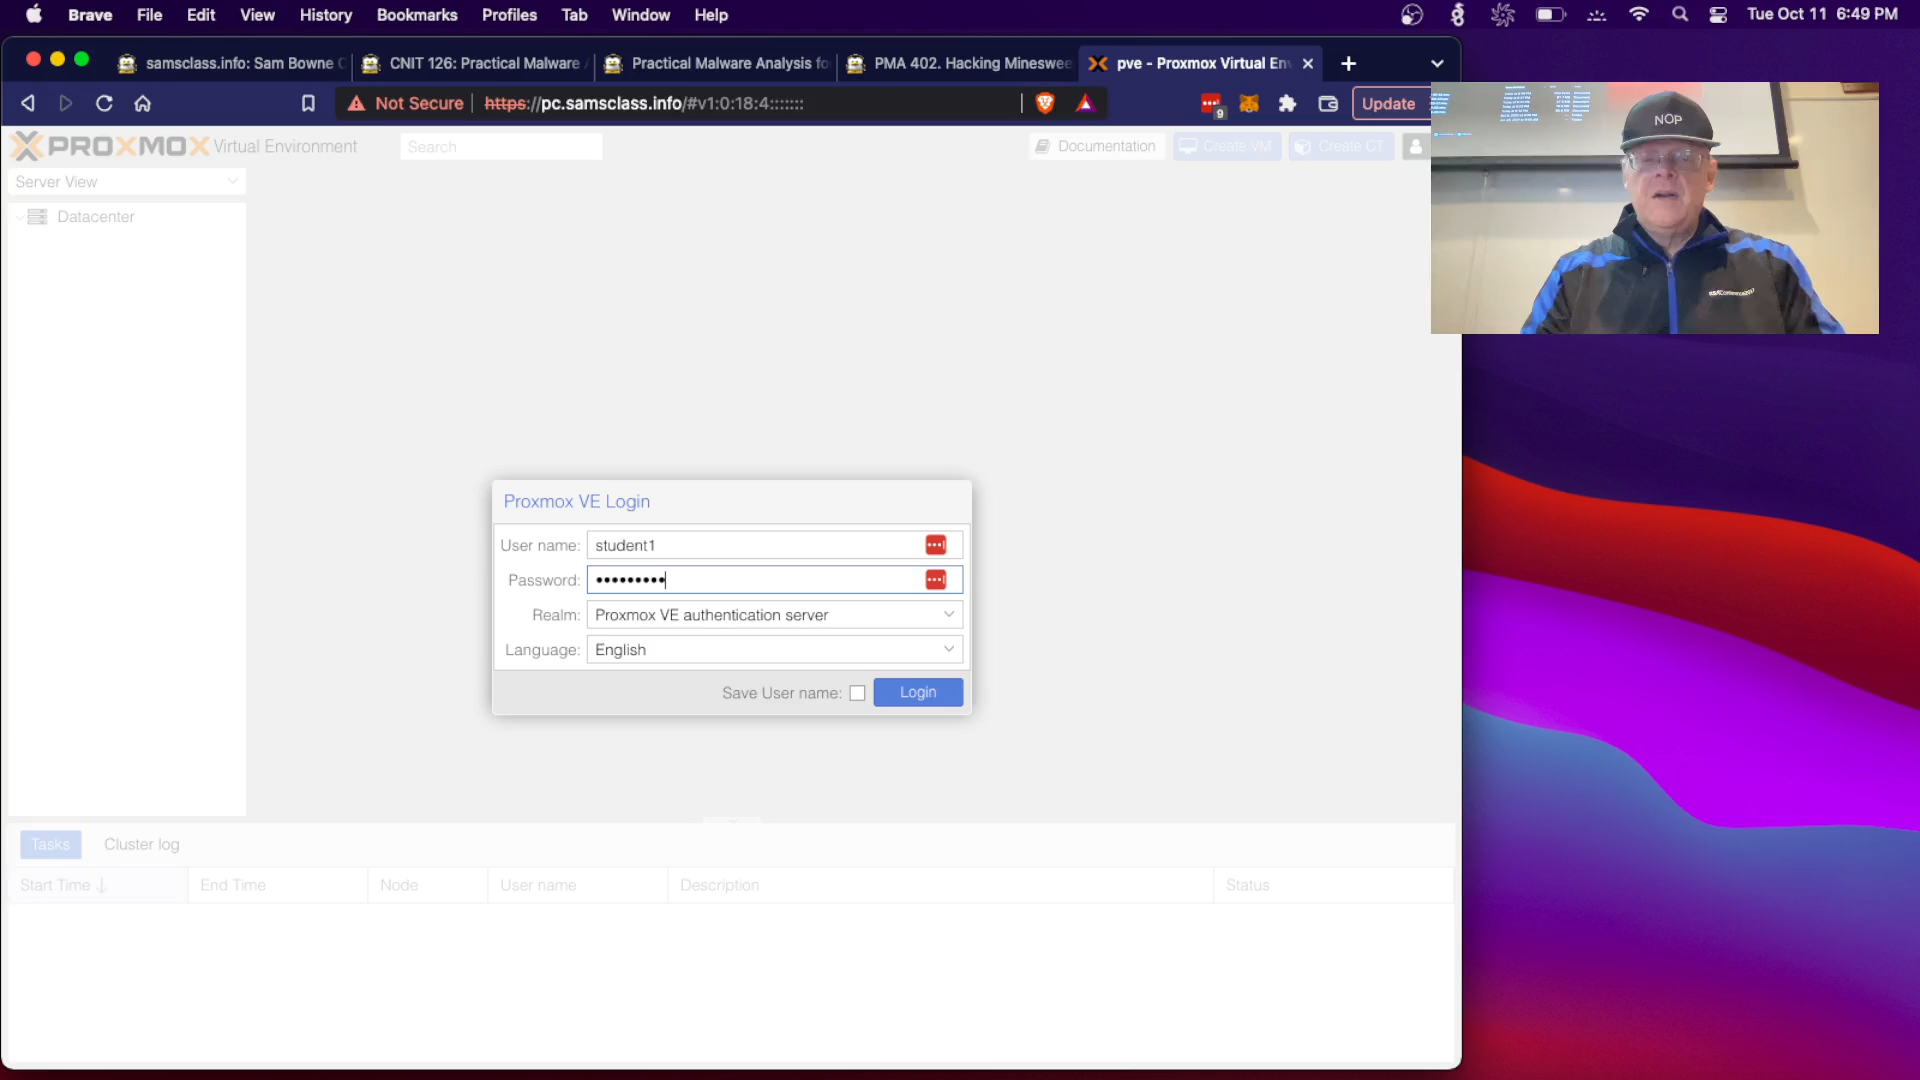 Brave File Edit View History Bookmarks Profiles Tab Window Help Tue Oct 11 6:49 PM
samsclass.info: Sam Bowne C CNIT 126: Practical Malware Practical Malware Analysis fo PMA 402. Hacking Mineswee pve - Proxmox Virtual En
Not Secure https://pc.samsclass.info/#v1:0:18:4::::::: 9 Update
PROXMOX Virtual Environment Search Documentation Create VM Create CT
NOP
Server View
Datacenter
Proxmox VE Login
User name: student1
Password: •••••••••
Realm: Proxmox VE authentication server
Language: English
Save User name: Login
Tasks Cluster log
Start Time End Time Node User name Description Status